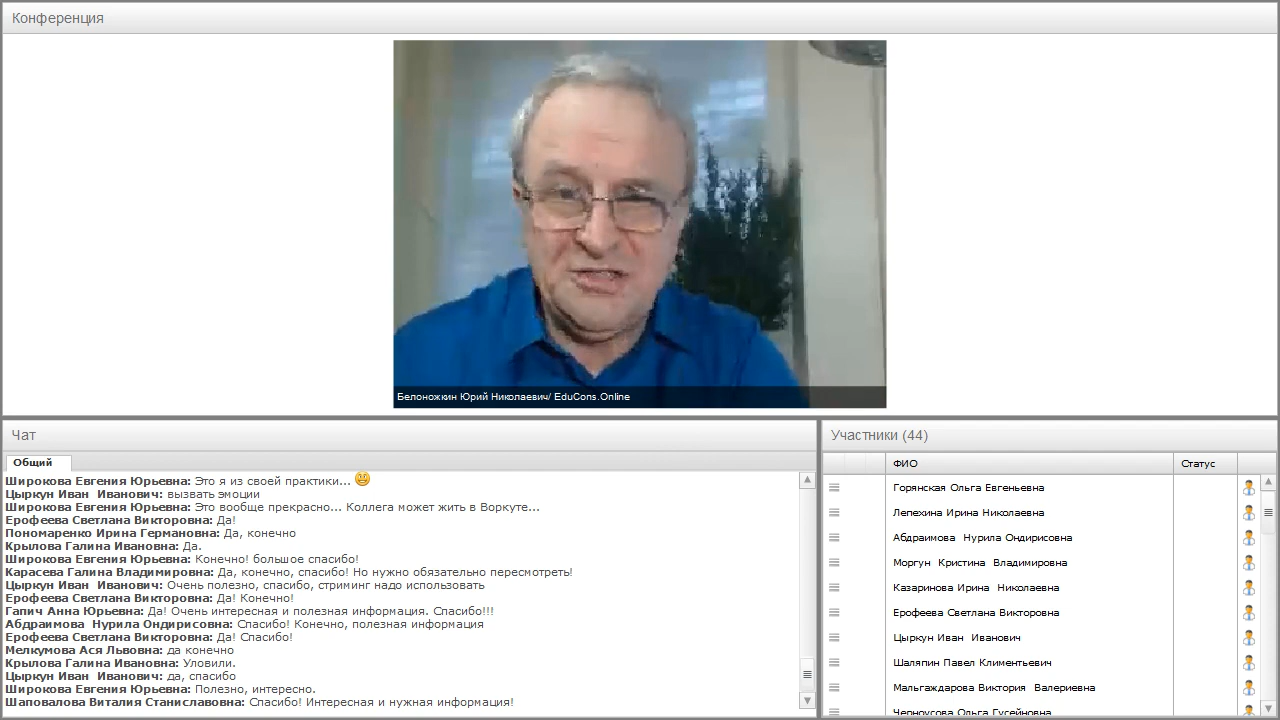 Конференция
Белоножкин Юрий Николаевич/ EduCons.Online
Чат
Общий
Широкова Евгения Юрьевна: Это я из своей практики...
Цыркун Иван Иванович: вызвать эмоции
Широкова Евгения Юрьевна: Это вообще прекрасно... Коллега может жить в Воркуте...
Ерофеева Светлана Викторовна: Да!
Пономаренко Ирина Германовна: Да, конечно
Крылова Галина Ивановна: Да.
Широкова Евгения Юрьевна: Конечно! большое спасибо!
Карасева Галина Владимировна: Да, конечно, спасибо! Но нужно обязательно пересмотреть!
Цыркун Иван Иванович: Очень полезно, спасибо, стриминг надо использовать
Ерофеева Светлана Викторовна: Да! Конечно!
Гапич Анна Юрьевна: Да! Очень интересная и полезная информация. Спасибо!!!
Абдраимова Нурила Ондирисовна: Спасибо! Конечно, полезная информация
Ерофеева Светлана Викторовна: Да! Спасибо!
Мелкумова Ася Львовна: да конечно
Крылова Галина Ивановна: Уловили.
Цыркун Иван Иванович: да, спасибо
Широкова Евгения Юрьевна: Полезно, интересно.
Шаповалова Виталия Станиславовна: Спасибо! Интересная и нужная информация!
Участники (44)
ФИО Статус
Горянская Ольга Евгеньевна
Лепехина Ирина Николаевна
Абдраимова Нурила Ондирисовна
Моргун Кристина Владимировна
Казаринова Ирина Николаевна
Ерофеева Светлана Викторовна
Цыркун Иван Иванович
Шаляпин Павел Климентьевич
Мальгаждарова Виктория Валериевна
Черноусова Ольга Гусейновна